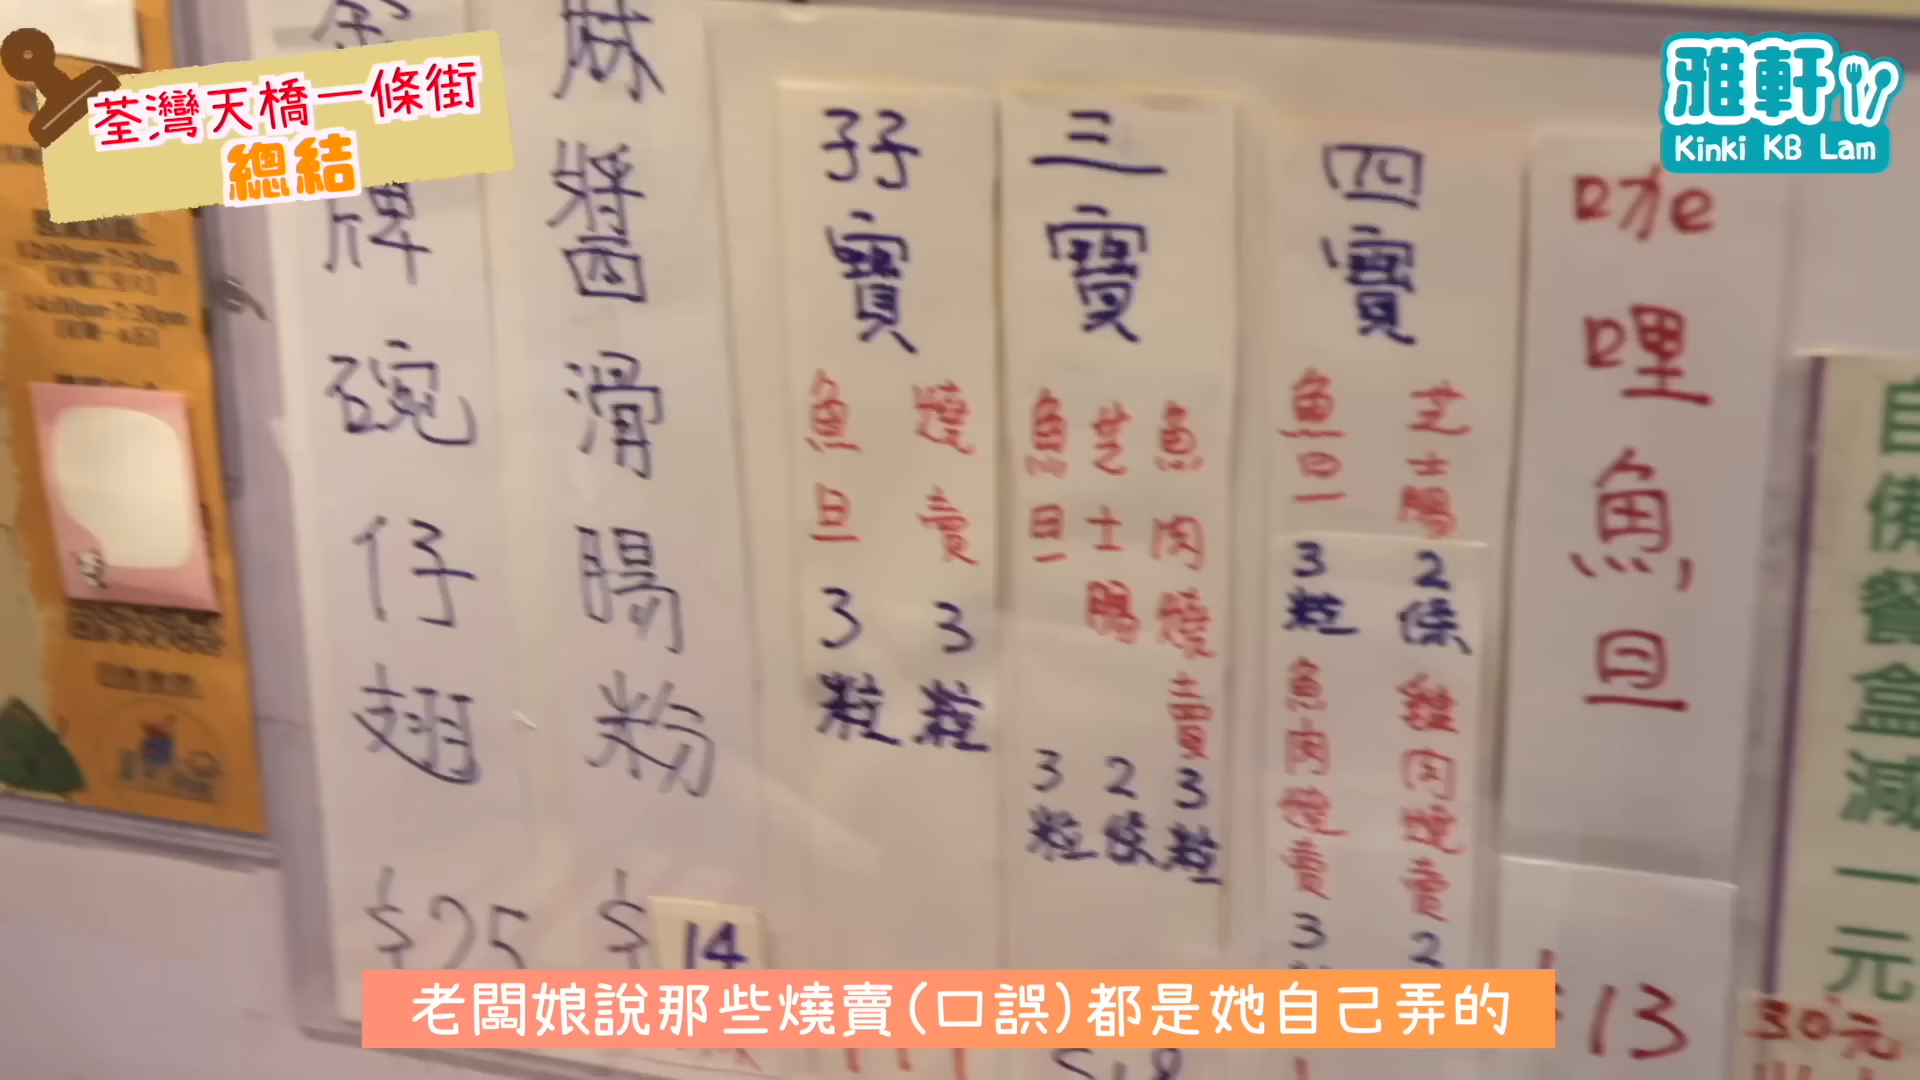 荃灣天橋一條街
總結
雅軒
Kinki KB Lam
牌碗仔翅
$25
麻醬滑腸粉
$14
孖寶
魚旦
3粒
燒賣
3粒
三寶
魚旦
3粒
芝士腸
2條
魚肉燒賣
3粒
四寶
魚旦
3粒
芝士腸
2條
魚肉燒賣
3
雞肉燒賣
2
咖哩魚旦
13
自備餐盒減一元
30元
老闆娘說那些燒賣(口誤)都是她自己弄的